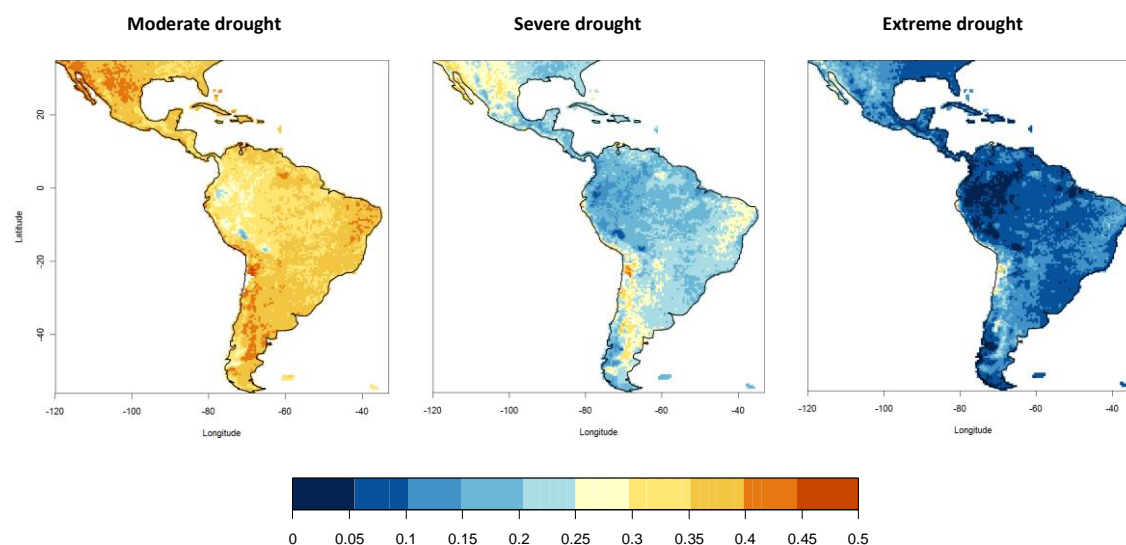 Moderate drought
Severe drought
Extreme drought
Latitude
20
0
-20
-40
-120 -100 -80 -60 -40
-120 -100 -80 -60 -40
-120 -100 -80 -60 -40
Longitude
Longitude
Longitude
0 0.05 0.1 0.15 0.2 0.25 0.3 0.35 0.4 0.45 0.5